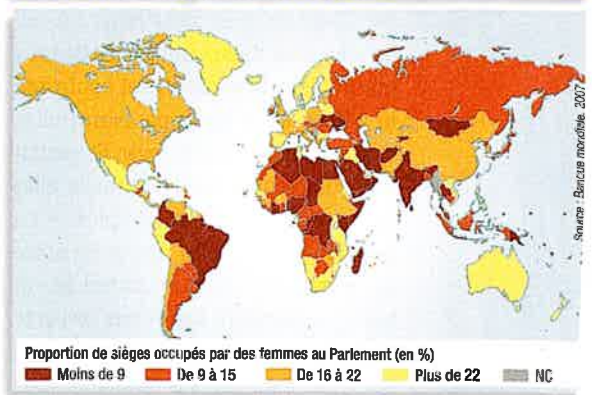 Source : Banque mondiale, 2007
Proportion de sièges occupés par des femmes au Parlement (en %)
Moins de 9 De 9 à 15 De 16 à 22 Plus de 22 NC